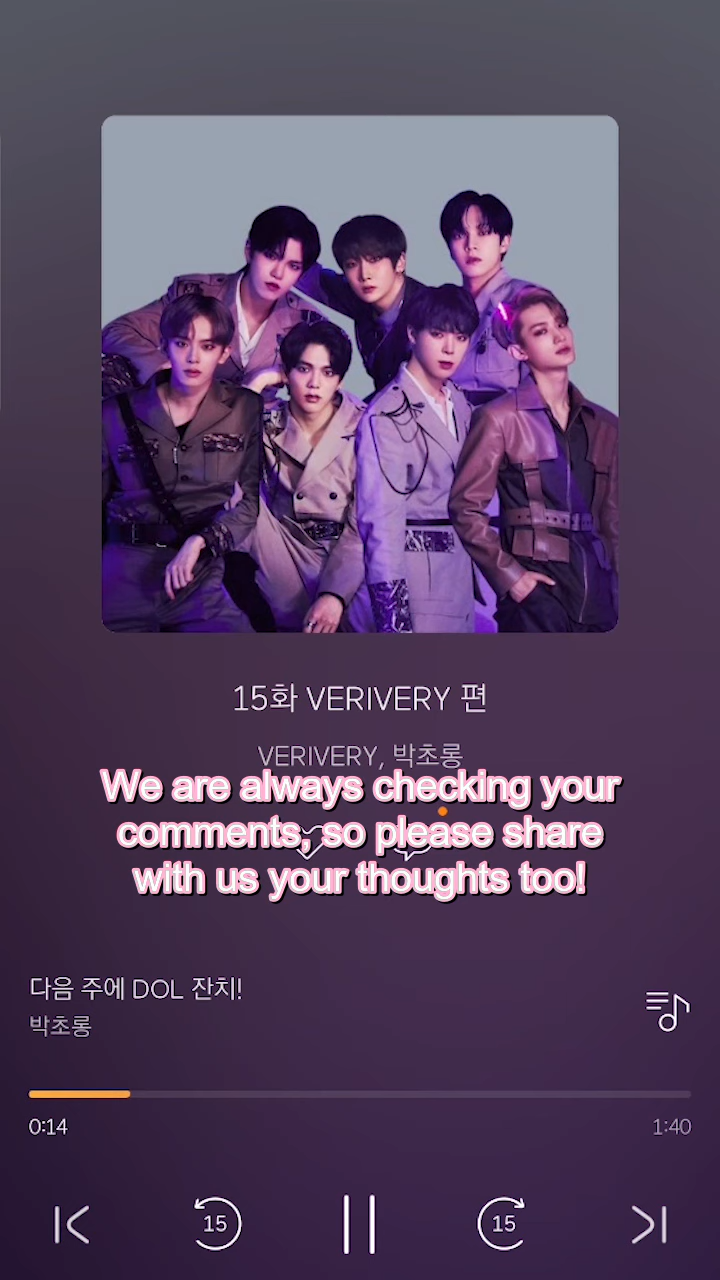 15화 VERIVERY 편
VERIVERY, 박초롱
We are always checking your
comments, so please share
with us your thoughts too!
다음 주에 DOL 잔치!
박초롱
0:14
1:40
15
15